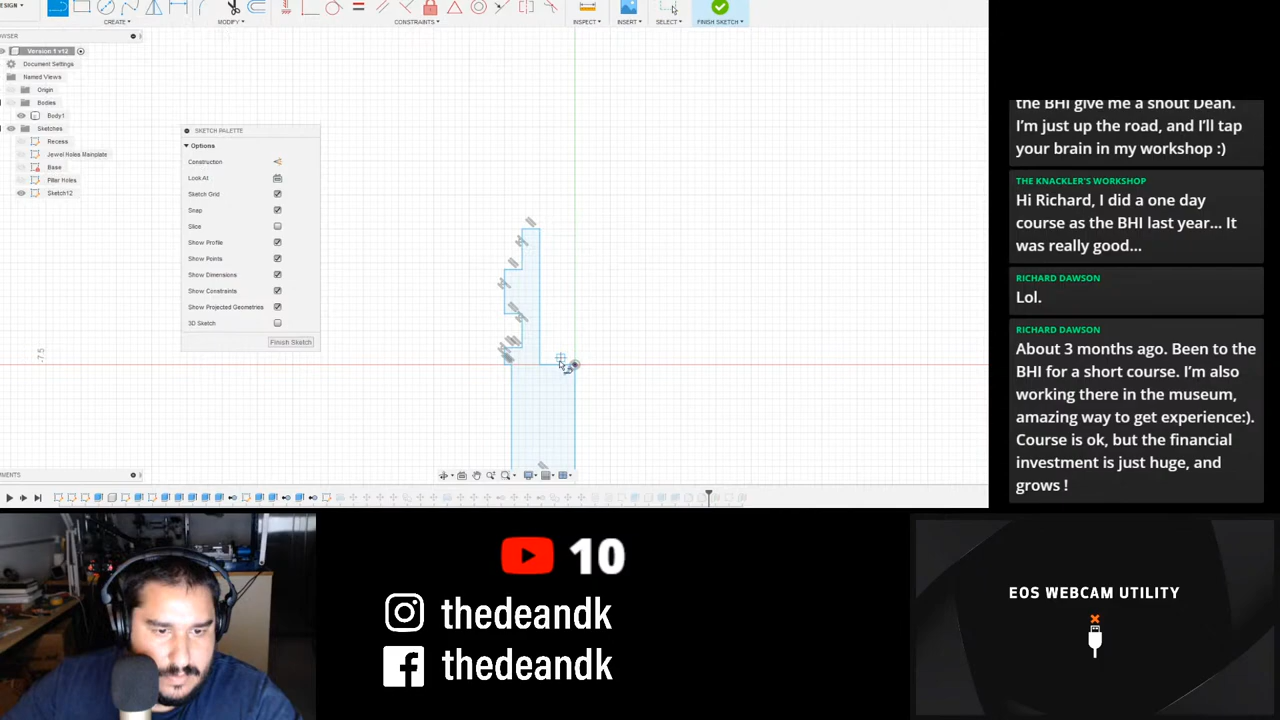 ESIGN
CREATE
MODIFY
CONSTRAINTS
INSPECT
INSERT
SELECT
FINISH SKETCH
OWSER
Version 1 v12
Document Settings
Named Views
Origin
Bodies
Body1
Sketches
Recess
Jewel Holes Mainplate
Base
Pillar Holes
Sketch12
SKETCH PALETTE
Options
Construction
Look At
Sketch Grid
Snap
Slice
Show Profile
Show Points
Show Dimensions
Show Constraints
Show Projected Geometries
3D Sketch
Finish Sketch
-7.5
MMENTS
the BHI give me a shout Dean.
I'm just up the road, and I'll tap
your brain in my workshop :)
THE KNACKLER'S WORKSHOP
Hi Richard, I did a one day
course as the BHI last year... It
was really good...
RICHARD DAWSON
Lol.
RICHARD DAWSON
About 3 months ago. Been to the
BHI for a short course. I'm also
working there in the museum,
amazing way to get experience:).
Course is ok, but the financial
investment is just huge, and
grows !
10
thedeandk
thedeandk
EOS WEBCAM UTILITY